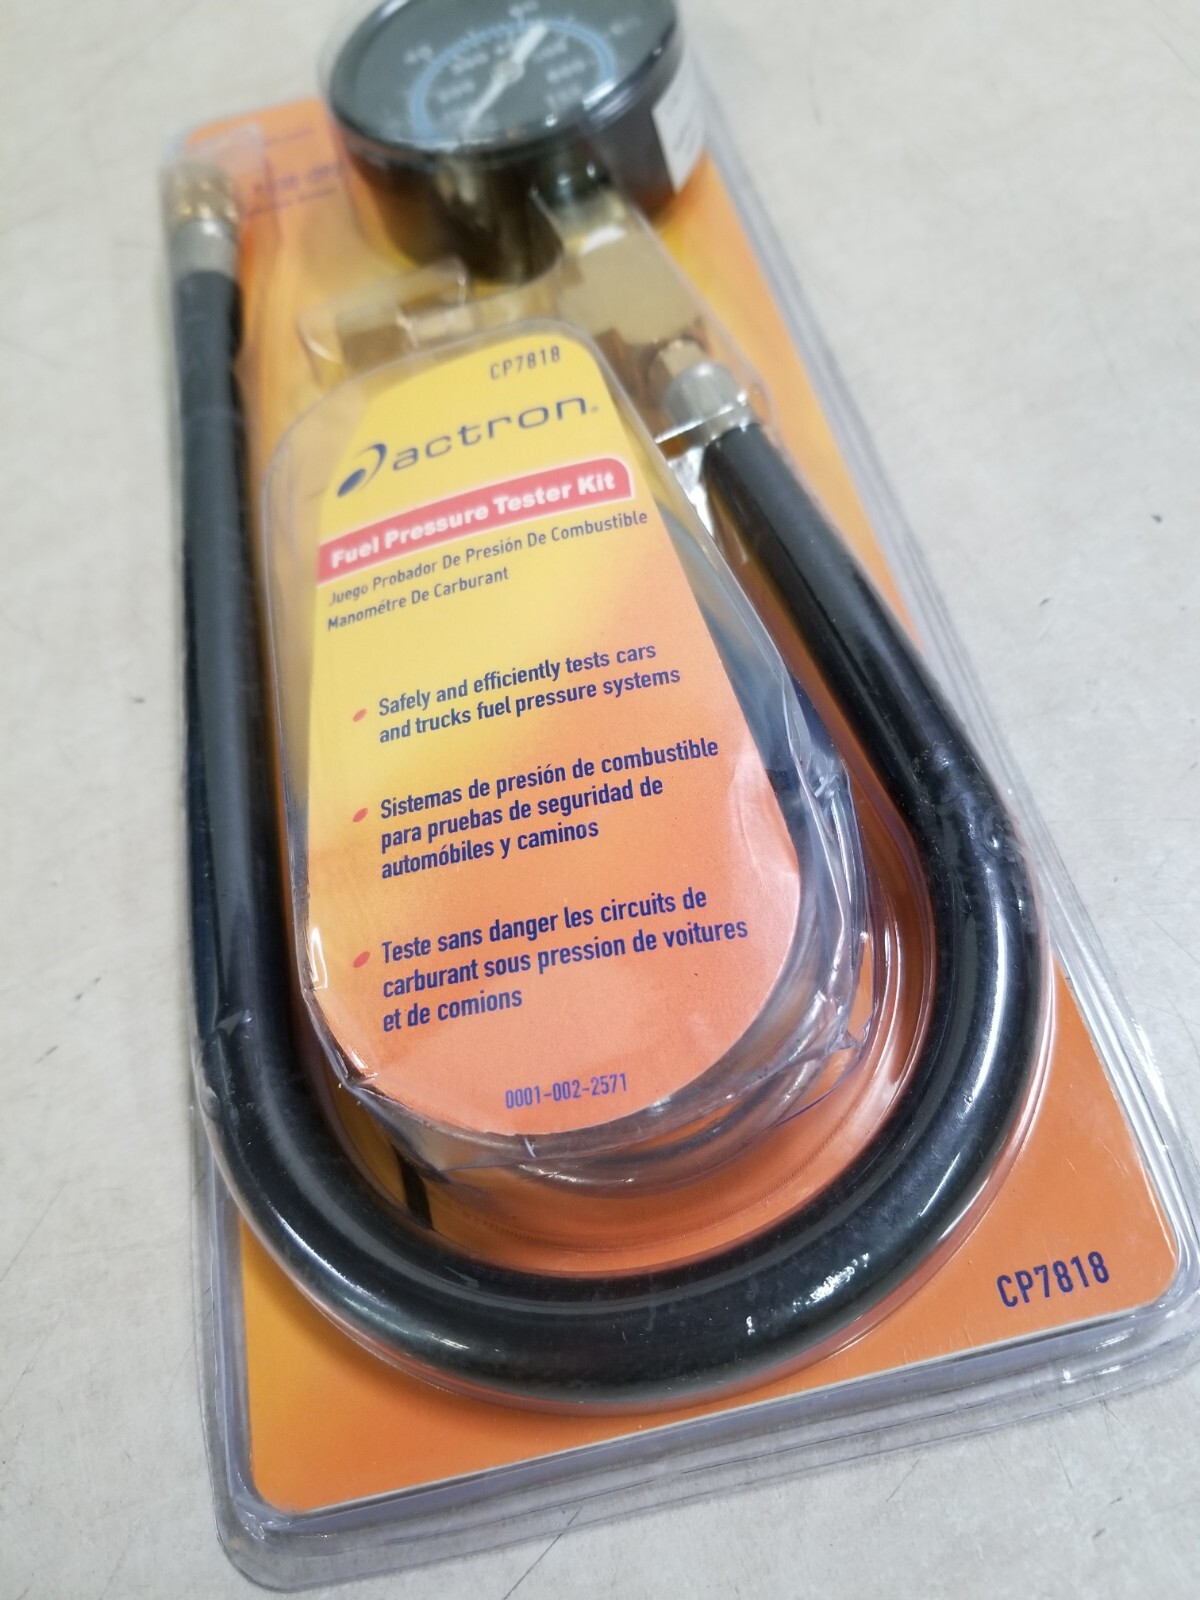 CP7818
actron®
Fuel Pressure Tester Kit
Juego Probador De Presión De Combustible
Manométre De Carburant
Safely and efficiently tests cars
and trucks fuel pressure systems
Sistemas de presión de combustible
para pruebas de seguridad de
automóbiles y caminos
Teste sans danger les circuits de
carburant sous pression de voitures
et de comions
0001-002-2571
CP7818